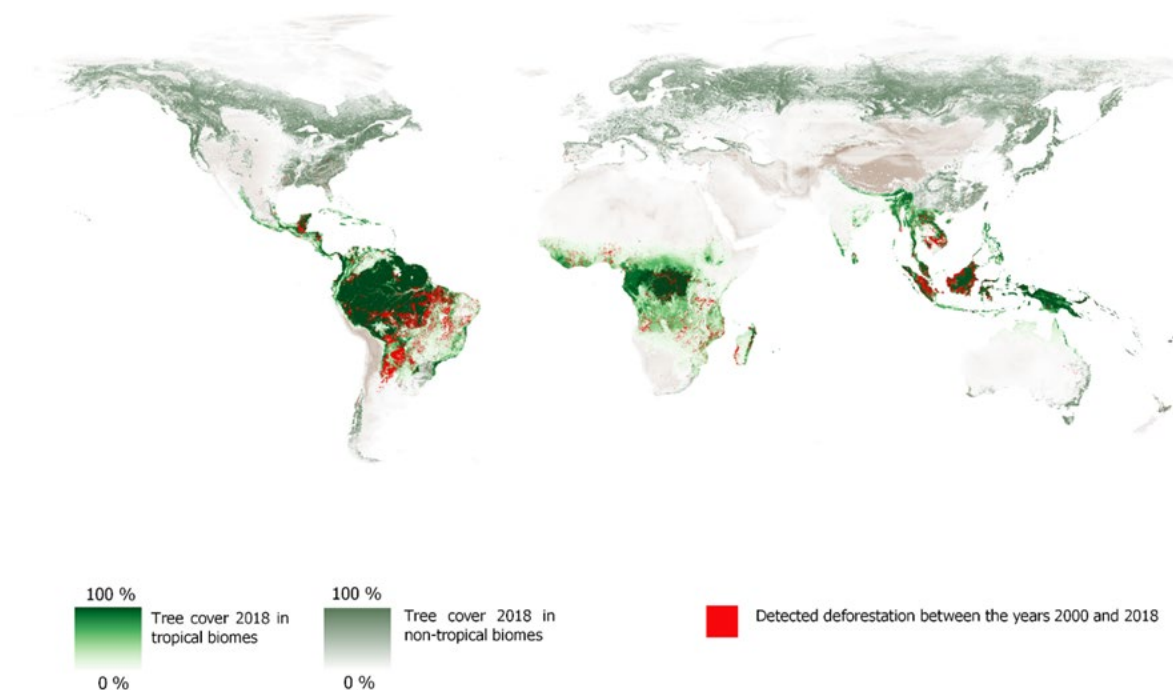 100 %
Tree cover 2018 in
tropical biomes
0 %
100 %
Tree cover 2018 in
non-tropical biomes
0 %
Detected deforestation between the years 2000 and 2018